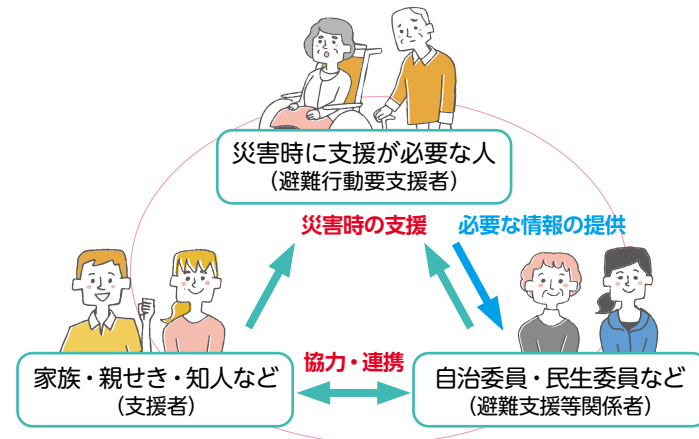 災害時に支援が必要な人
（避難行動要支援者）
災害時の支援
必要な情報の提供
家族・親せき・知人など
（支援者）
協力・連携
自治委員・民生委員など
（避難支援等関係者）